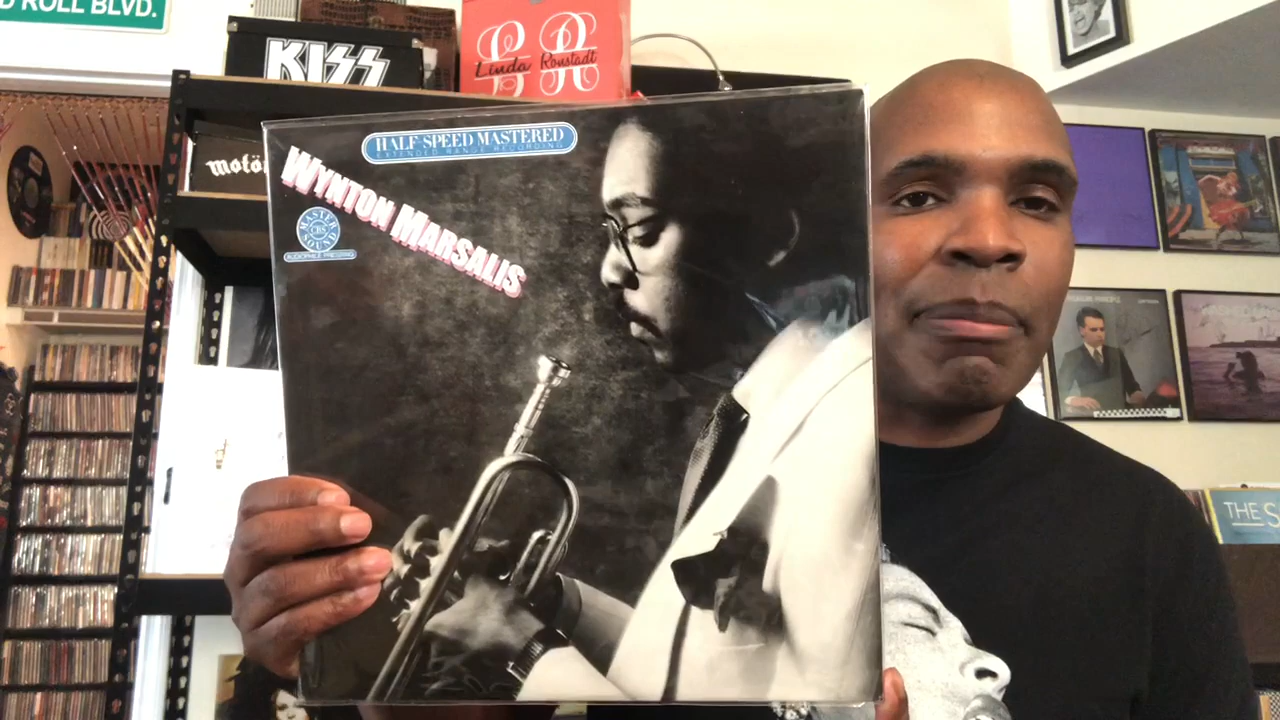 D ROLL BLVD.
KISS
Linda Ronstadt
motö
HALF-SPEED MASTERED
EXTENDED RANGE RECORDING
WYNTON MARSALIS
MASTER
CBS
SOUND
AUDIOPHILE PRESSING
THE S